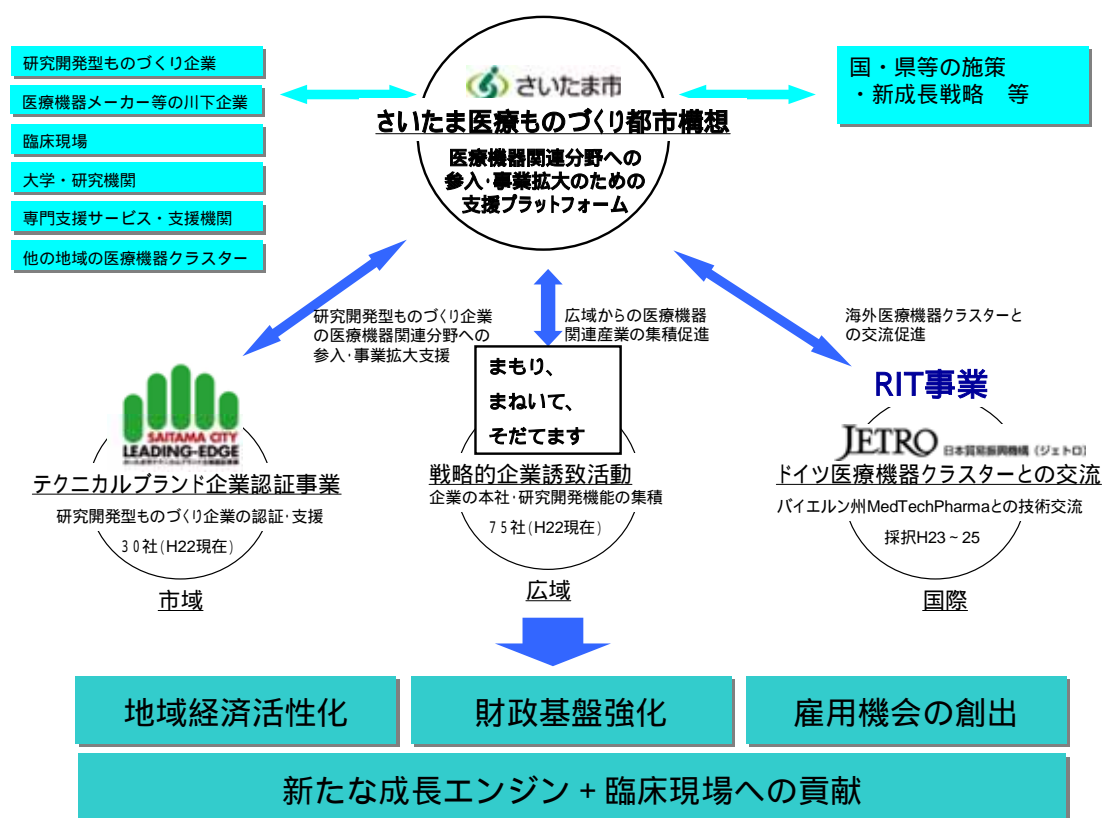 研究開発型ものづくり企業
医療機器メーカー等の川下企業
臨床現場
大学・研究機関
専門支援サービス・支援機関
他の地域の医療機器クラスター
さいたま市
さいたま医療ものづくり都市構想
医療機器関連分野への
参入・事業拡大のための
支援プラットフォーム
国・県等の施策
・新成長戦略 等
研究開発型ものづくり企業
の医療機器関連分野への
参入・事業拡大支援
広域からの医療機器
関連産業の集積促進
海外医療機器クラスターと
の交流促進
SAITAMA CITY
LEADING-EDGE
テクニカルブランド企業認証事業
研究開発型ものづくり企業の認証・支援
30社(H22現在)
市域
まもり、
まねいて、
そだてます
戦略的企業誘致活動
企業の本社・研究開発機能の集積
75社(H22現在)
広域
RIT事業
JETRO 日本貿易振興機構(ジェトロ)
ドイツ医療機器クラスターとの交流
バイエルン州MedTechPharmaとの技術交流
採択H23~25
国際
地域経済活性化
財政基盤強化
雇用機会の創出
新たな成長エンジン+臨床現場への貢献